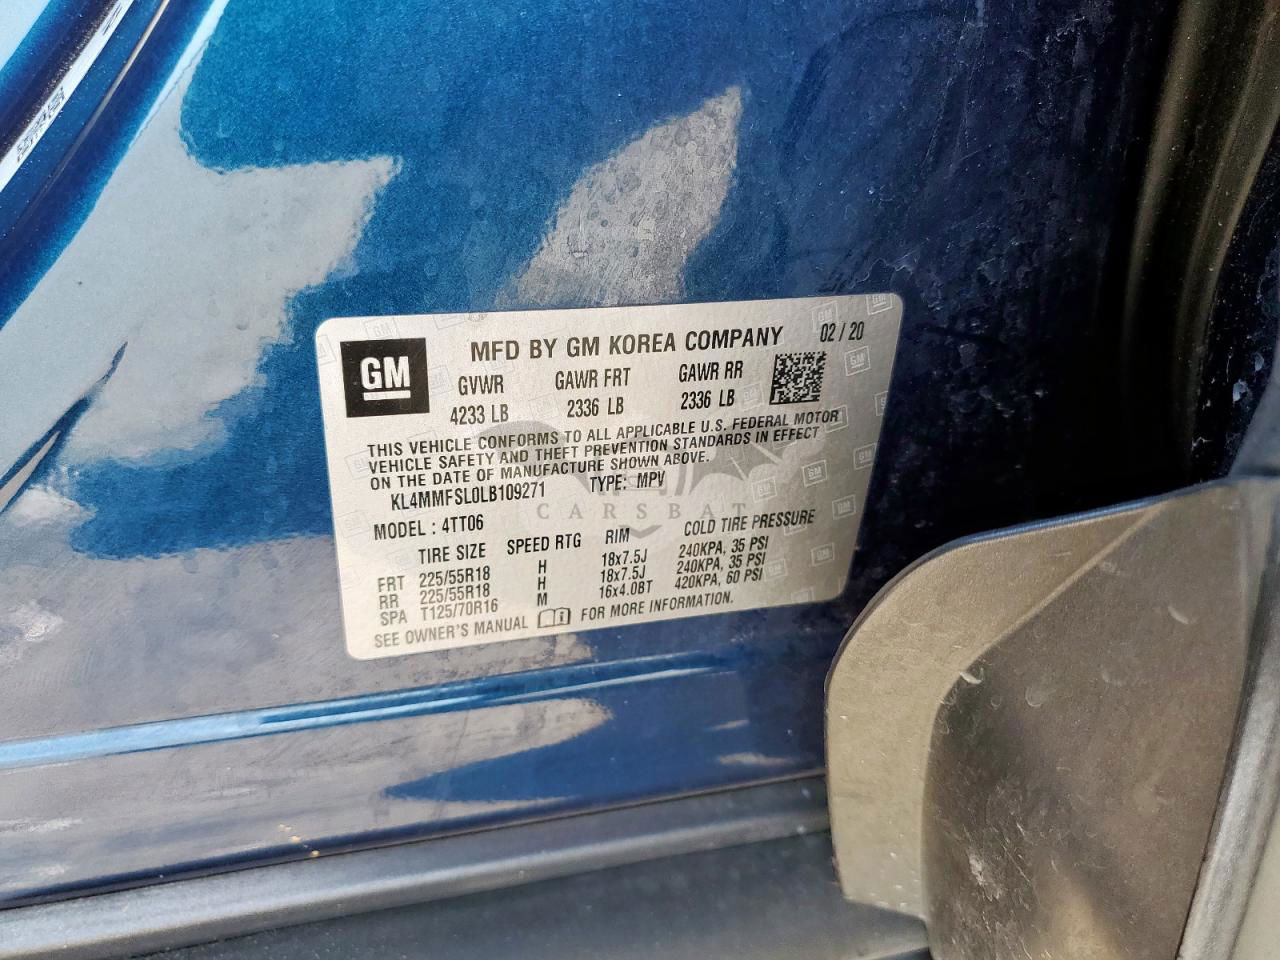 GM
MFD BY GM KOREA COMPANY 02 / 20
GVWR GAWR FRT GAWR RR
4233 LB 2336 LB 2336 LB
THIS VEHICLE CONFORMS TO ALL APPLICABLE U.S. FEDERAL MOTOR
VEHICLE SAFETY AND THEFT PREVENTION STANDARDS IN EFFECT
ON THE DATE OF MANUFACTURE SHOWN ABOVE.
KL4MMFSL0LB109271 TYPE: MPV
CARSBAT
MODEL : 4TT06
TIRE SIZE SPEED RTG RIM COLD TIRE PRESSURE
FRT 225/55R18 H 18x7.5J 240KPA, 35 PSI
RR 225/55R18 H 18x7.5J 240KPA, 35 PSI
SPA T125/70R16 M 16x4.0BT 420KPA, 60 PSI
SEE OWNER'S MANUAL FOR MORE INFORMATION.